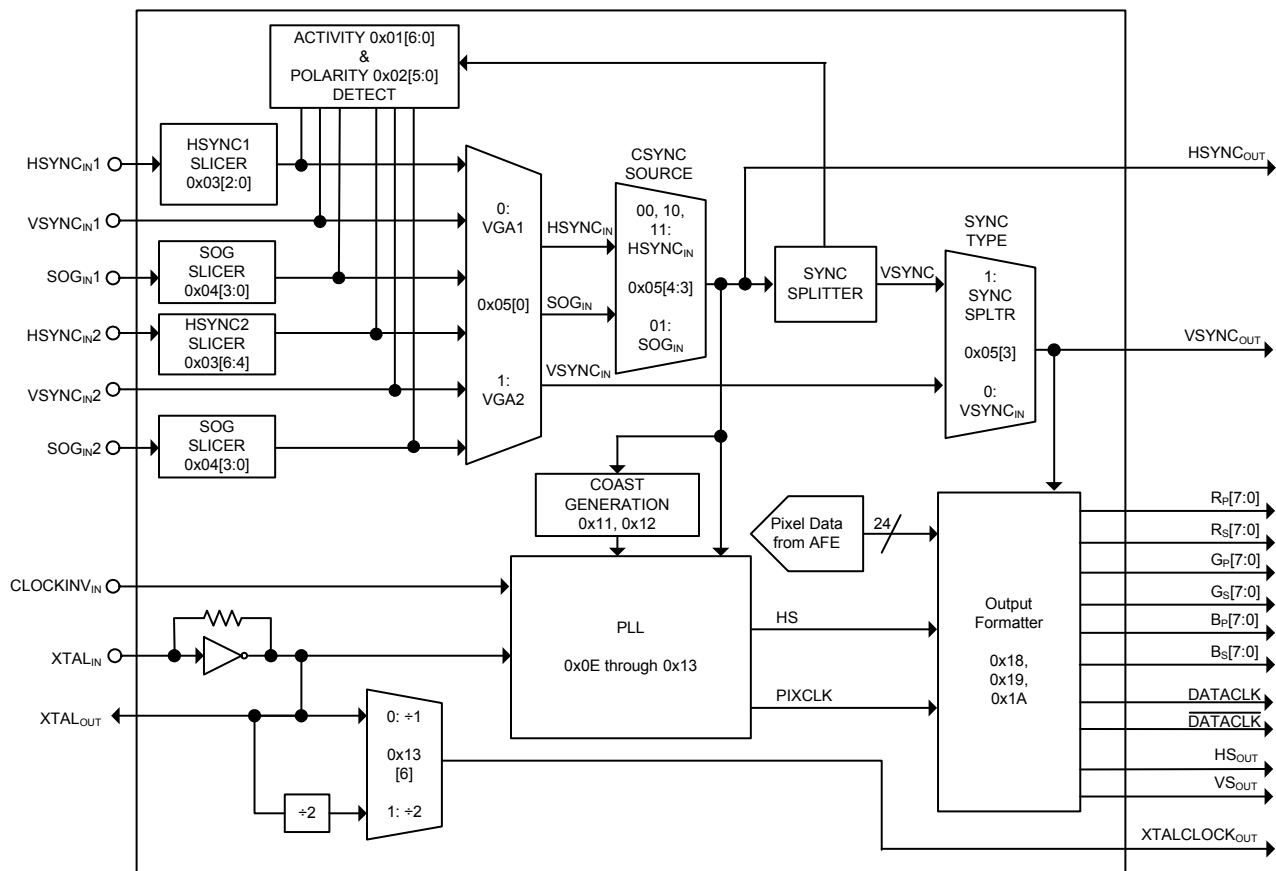 ACTIVITY 0x01[6:0]
&
POLARITY 0x02[5:0]
DETECT
HSYNCIN1
HSYNC1
SLICER
0x03[2:0]
VSYNCIN1
SOGIN1
SOG
SLICER
0x04[3:0]
HSYNCIN2
HSYNC2
SLICER
0x03[6:4]
VSYNCIN2
SOGIN2
SOG
SLICER
0x04[3:0]
0:
VGA1
0x05[0]
1:
VGA2
HSYNCIN
SOGIN
VSYNCIN
CSYNC
SOURCE
00, 10,
11:
HSYNCIN
0x05[4:3]
01:
SOGIN
SYNC
SPLITTER
VSYNC
SYNC
TYPE
1:
SYNC
SPLTR
0x05[3]
0:
VSYNCIN
HSYNCOUT
VSYNCOUT
COAST
GENERATION
0x11, 0x12
Pixel Data
from AFE
24
CLOCKINVIN
XTALIN
XTALOUT
PLL
0x0E through 0x13
HS
PIXCLK
0: ÷1
0x13
[6]
1: ÷2
÷2
Output
Formatter
0x18,
0x19,
0x1A
RP[7:0]
RS[7:0]
GP[7:0]
GS[7:0]
BP[7:0]
BS[7:0]
DATACLK
DATACLK
HSOUT
VSOUT
XTALCLOCKOUT